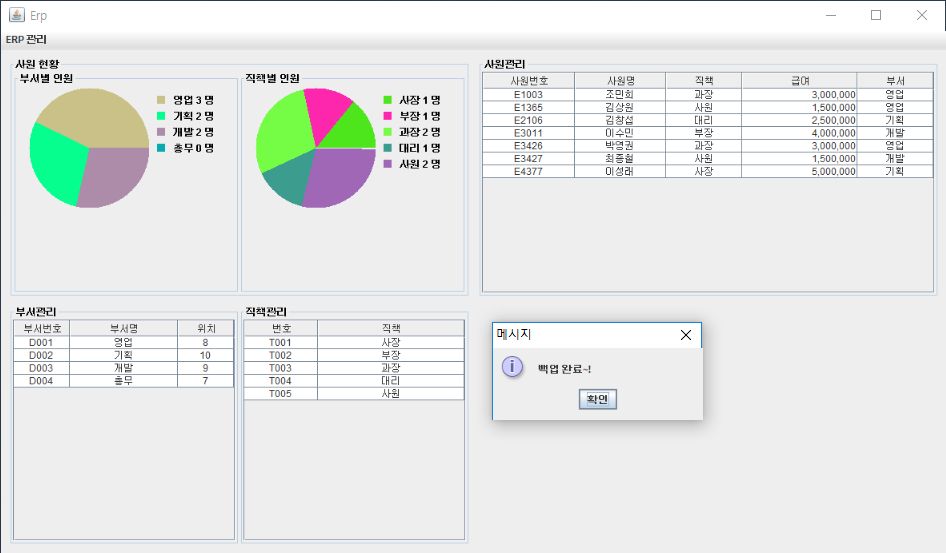 Erp
ERP 관리
사원 현황
부서별 인원
영업 3 명
기획 2 명
개발 2 명
총무 0 명
직책별 인원
사장 1 명
부장 1 명
과장 2 명
대리 1 명
사원 2 명
사원관리
사원번호 사원명 직책 급여 부서
E1003 조민희 과장 3,000,000 영업
E1365 김상원 사원 1,500,000 영업
E2106 김창섭 대리 2,500,000 기획
E3011 이수민 부장 4,000,000 개발
E3426 박영권 과장 3,000,000 영업
E3427 최종철 사원 1,500,000 개발
E4377 이성래 사장 5,000,000 기획
부서관리
부서번호 부서명 위치
D001 영업 8
D002 기획 10
D003 개발 9
D004 총무 7
직책관리
번호 직책
T001 사장
T002 부장
T003 과장
T004 대리
T005 사원
메시지
빽업 완료~!
확인